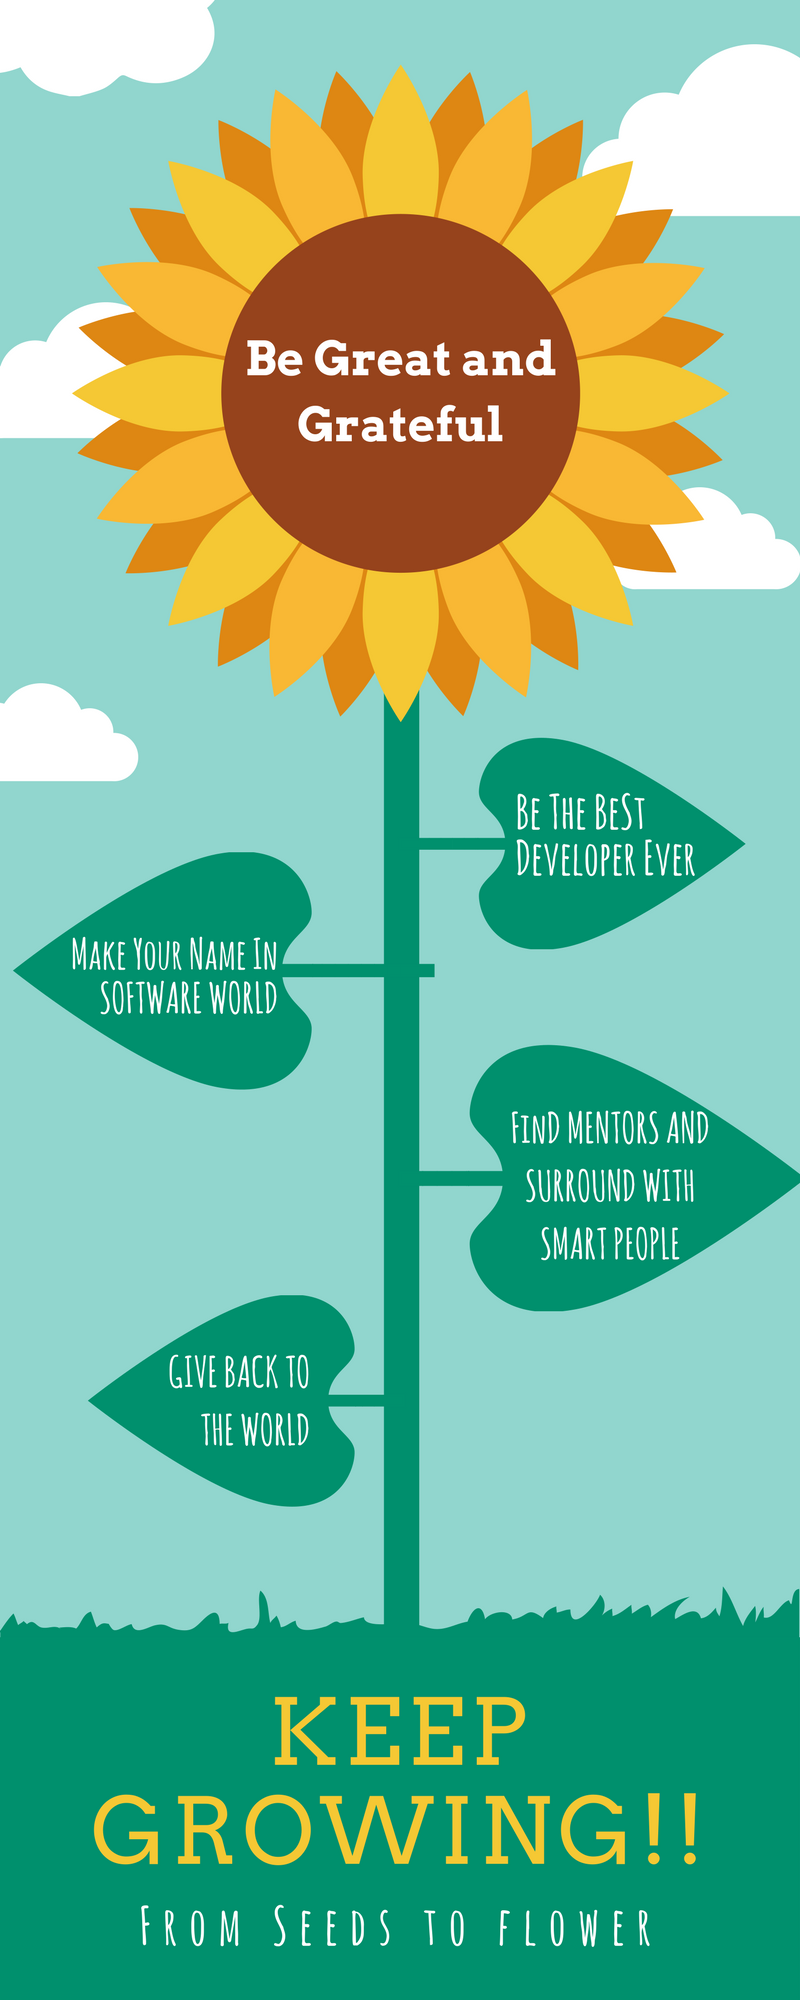 Be Great and
Grateful
BE THE BEST
DEVELOPER EVER
MAKE YOUR NAME IN
SOFTWARE WORLD
FIND MENTORS AND
SURROUND WITH
SMART PEOPLE
GIVE BACK TO
THE WORLD
KEEP
GROWING!!
FROM SEEDS TO FLOWER